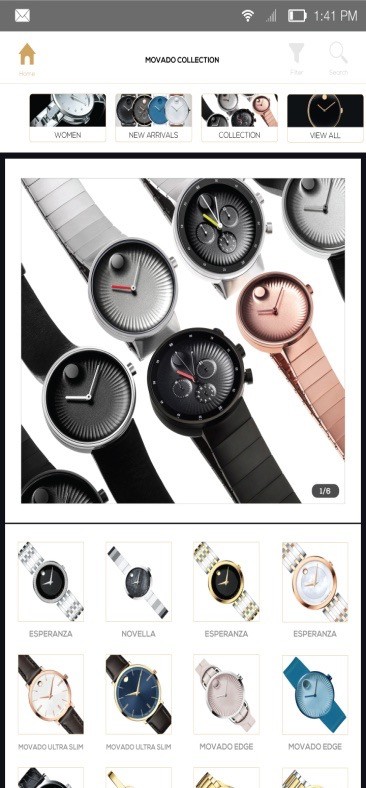 1:41 PM
MOVADO COLLECTION
Home
Filter
Search
WOMEN
NEW ARRIVALS
COLLECTION
VIEW ALL
1/6
ESPERANZA
NOVELLA
ESPERANZA
ESPERANZA
MOVADO ULTRA SLIM
MOVADO ULTRA SLIM
MOVADO EDGE
MOVADO EDGE